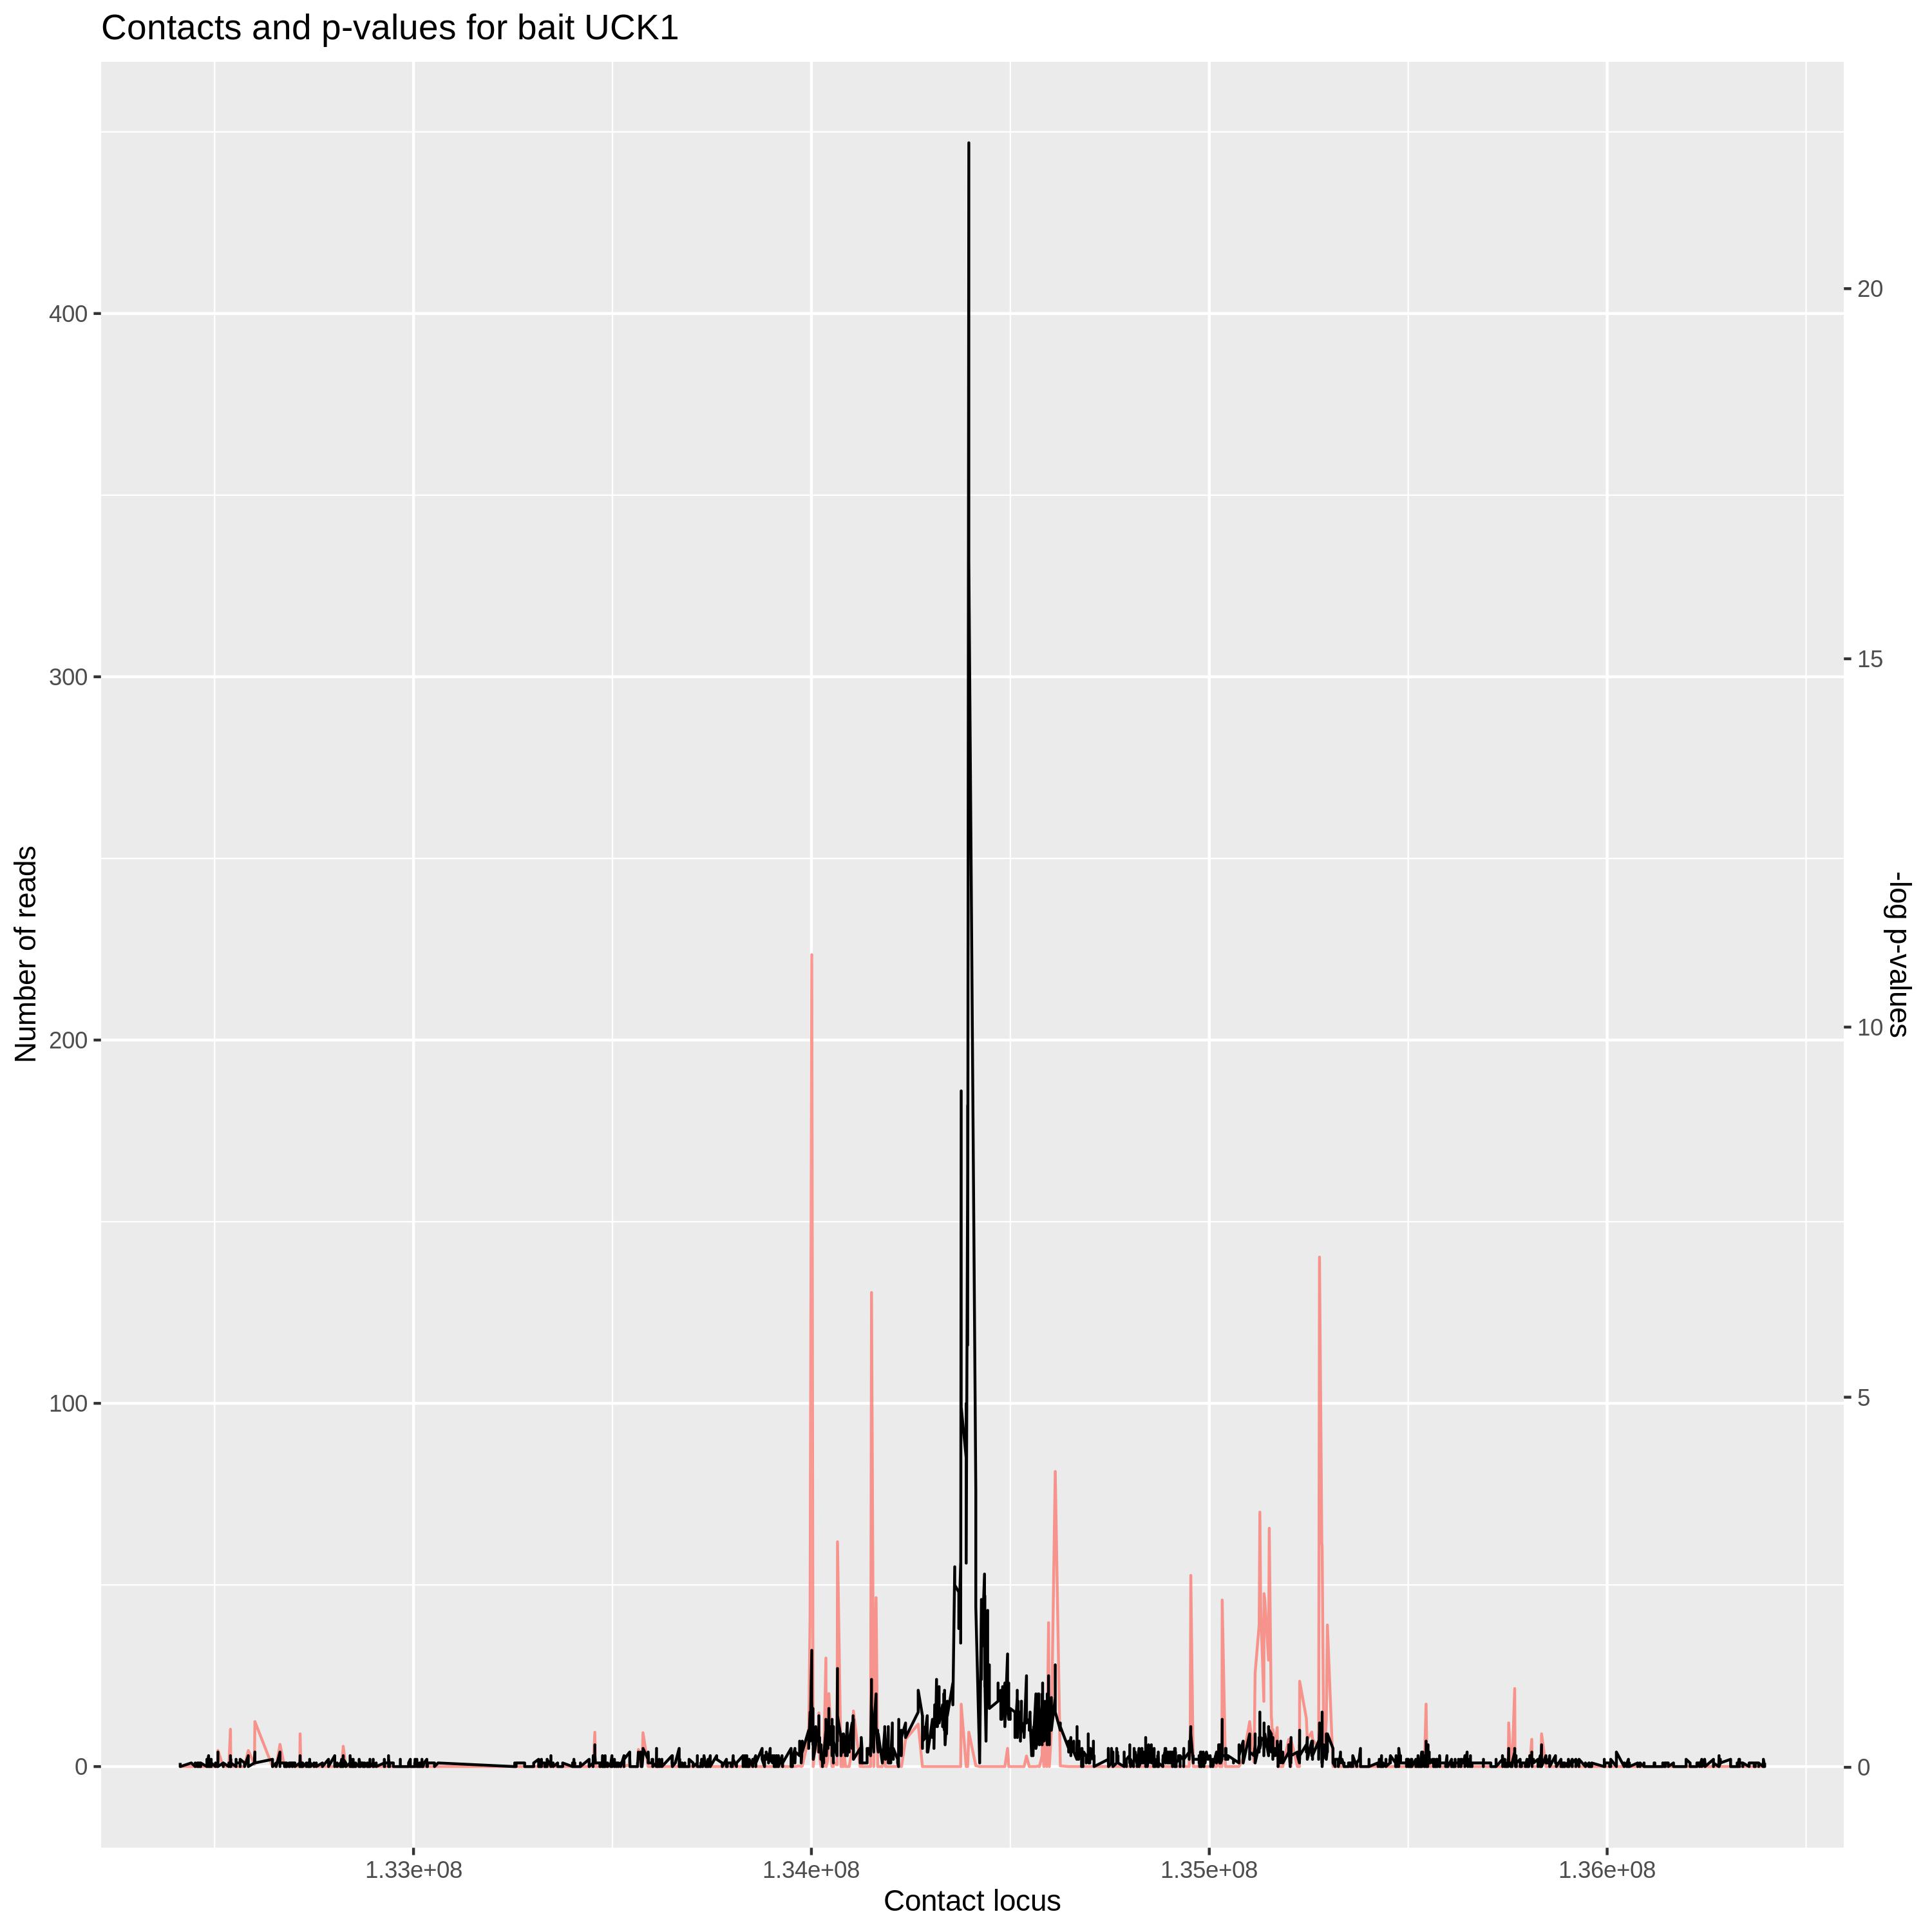 Contacts and p-values for bait UCK1
400
300
200
100
0
Number of reads
20
15
10
5
0
-log p-values
1.33e+08
1.34e+08
1.35e+08
1.36e+08
Contact locus